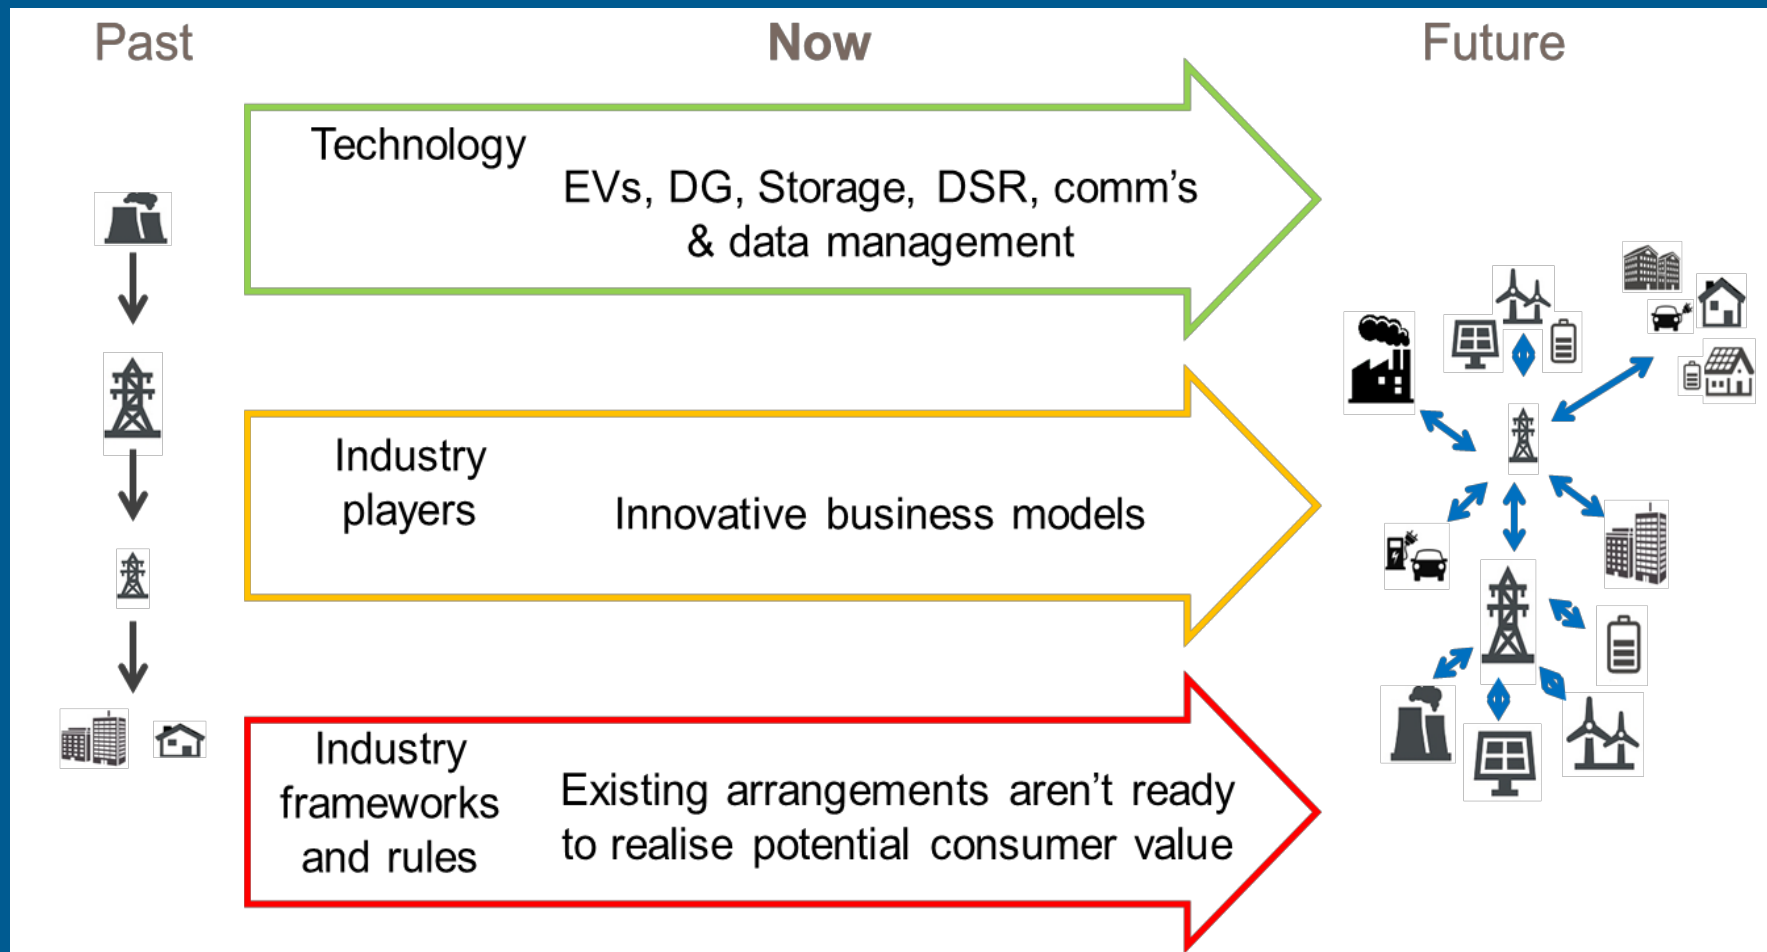 Past
Now
Future
Technology
EVs, DG, Storage, DSR, comm’s
& data management
Industry
players
Innovative business models
Industry
frameworks
and rules
Existing arrangements aren’t ready
to realise potential consumer value